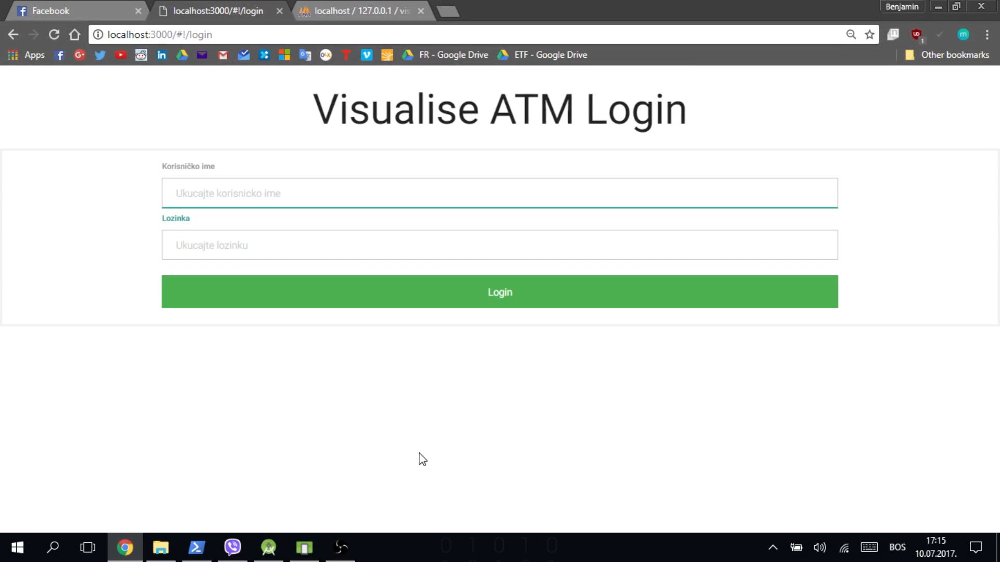 Facebook
localhost:3000/#!/login
localhost / 127.0.0.1 / vis
Benjamin
localhost:3000/#!/login
Apps
FR - Google Drive
ETF - Google Drive
Other bookmarks
Visualise ATM Login
Korisničko ime
Ukucajte korisnicko ime
Lozinka
Ukucajte lozinku
Login
BOS
17:15
10.07.2017.